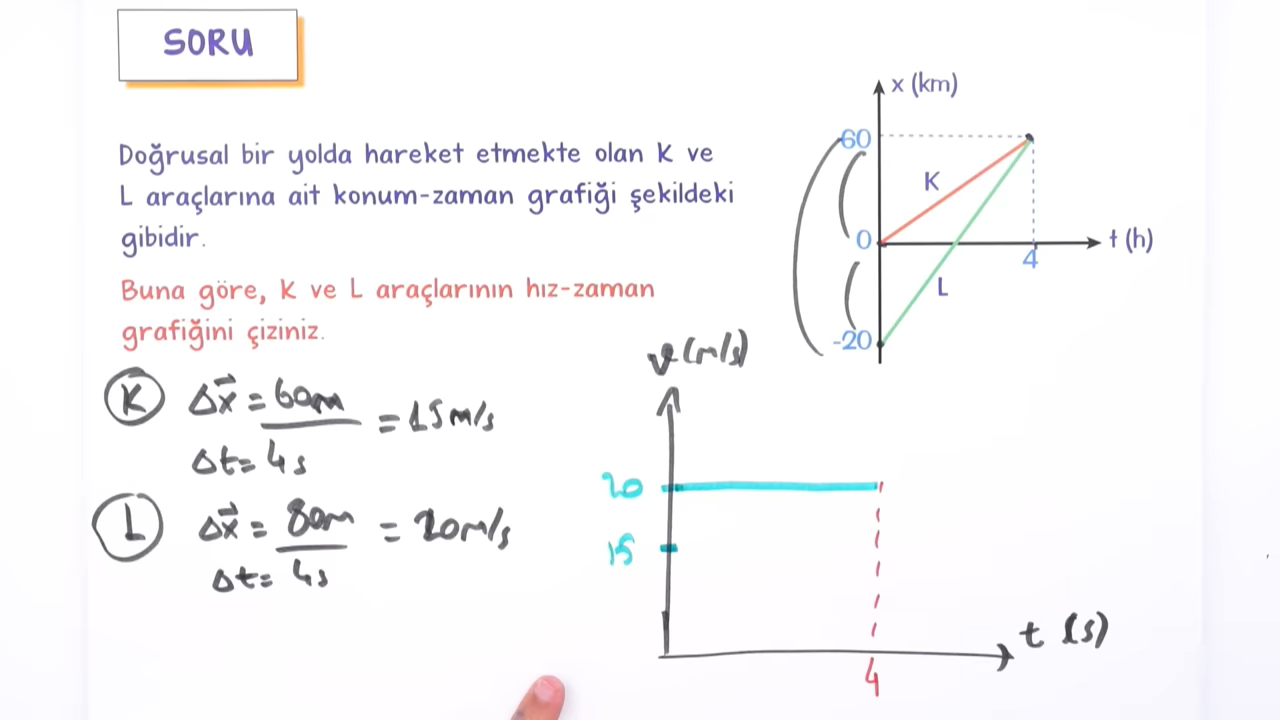 SORU
Doğrusal bir yolda hareket etmekte olan K ve
L araçlarına ait konum-zaman grafiği şekildeki
gibidir.
Buna göre, K ve L araçlarının hız-zaman
grafiğini çiziniz.
x (km)
60
K
0
t (h)
4
L
-20
K Δx = 60m = 15 m/s
Δt= 4s
L Δx = 80m = 20m/s
Δt= 4s
v (m/s)
20
15
t (s)
4